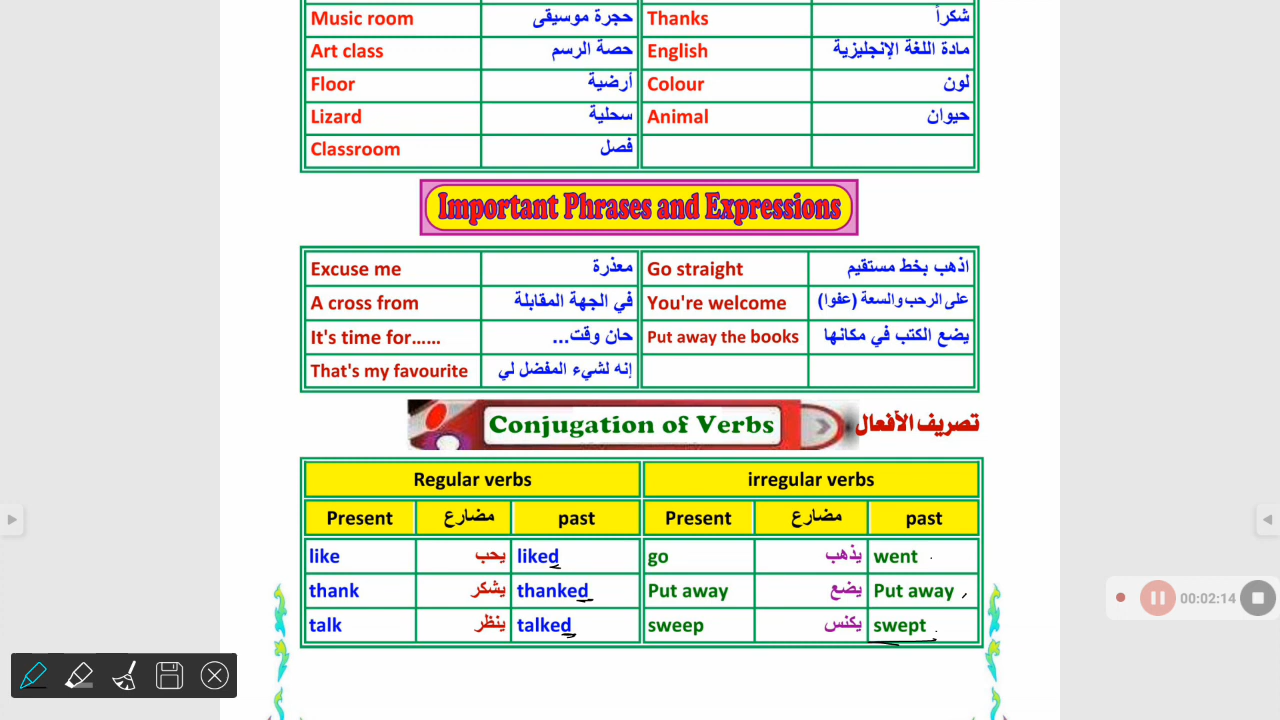 Music room حجرة موسيقى Thanks شكراً
Art class حصة الرسم English مادة اللغة الإنجليزية
Floor أرضية Colour لون
Lizard سحلية Animal حيوان
Classroom فصل
Important Phrases and Expressions
Excuse me معذرة Go straight اذهب بخط مستقيم
A cross from في الجهة المقابلة You're welcome على الرحب والسعة (عفوا)
It's time for...... حان وقت... Put away the books يضع الكتب في مكانها
That's my favourite إنه لشيء المفضل لي
Conjugation of Verbs تصريف الأفعال
Regular verbs irregular verbs
Present مضارع past Present مضارع past
like يحب liked go يذهب went
thank يشكر thanked Put away يضع Put away
talk ينظر talked sweep يكنس swept
00:02:14